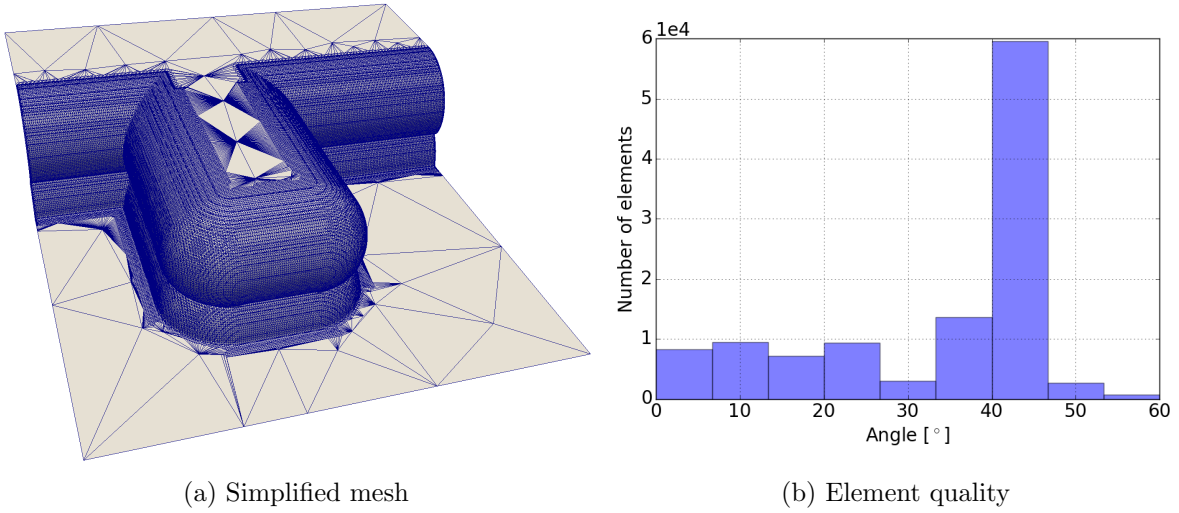 1e4
6
5
4
3
2
1
0
Number of elements
0 10 20 30 40 50 60
Angle [°]
(a) Simplified mesh
(b) Element quality